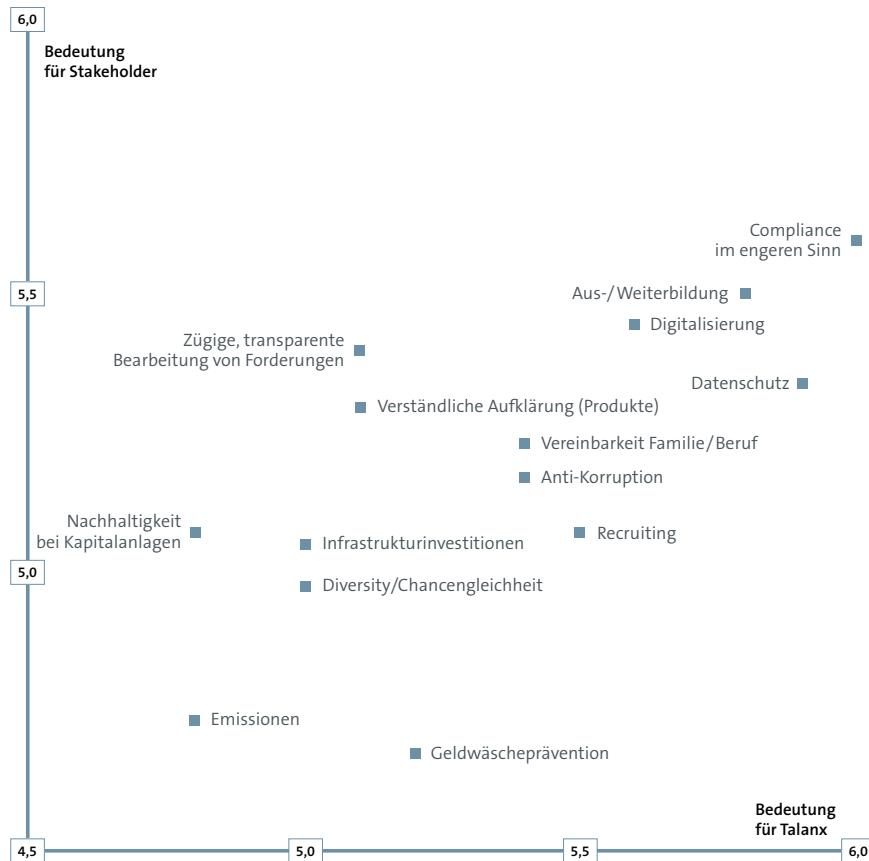 6,0
Bedeutung
für Stakeholder
Compliance
im engeren Sinn
5,5
Aus-/Weiterbildung
Digitalisierung
Zügige, transparente
Bearbeitung von Forderungen
Datenschutz
Verständliche Aufklärung (Produkte)
Vereinbarkeit Familie/Beruf
Anti-Korruption
Nachhaltigkeit
bei Kapitalanlagen
Recruiting
Infrastrukturinvestitionen
5,0
Diversity/Chancengleichheit
Emissionen
Geldwäscheprävention
Bedeutung
für Talanx
4,5
5,0
5,5
6,0